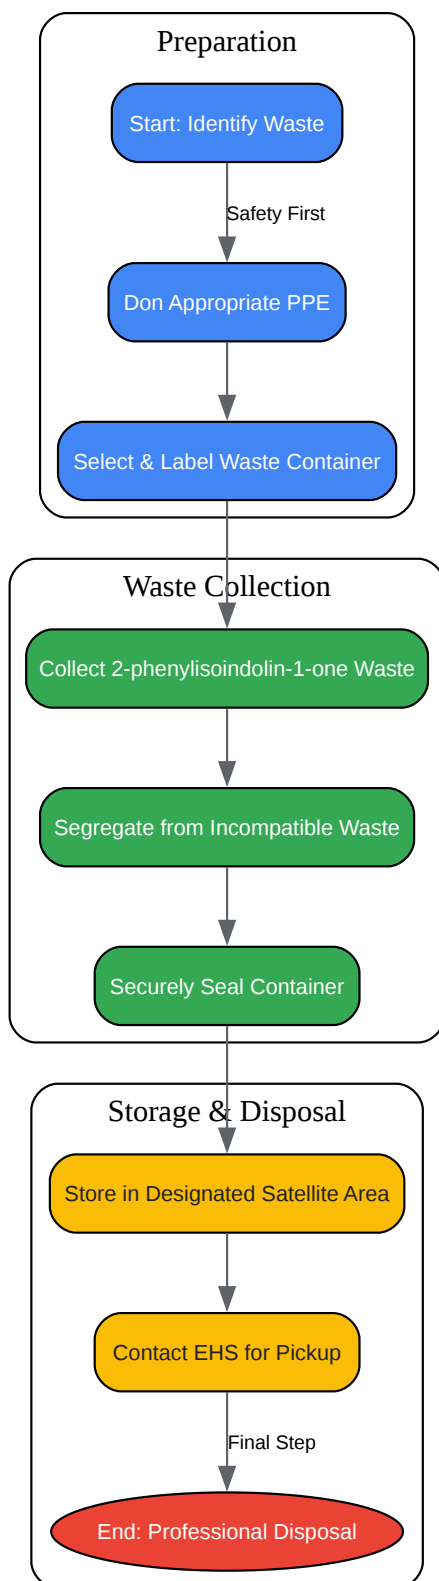 Preparation
Start: Identify Waste
Safety First
Don Appropriate PPE
Select & Label Waste Container
Waste Collection
Collect 2-phenylisoindolin-1-one Waste
Segregate from Incompatible Waste
Securely Seal Container
Storage & Disposal
Store in Designated Satellite Area
Contact EHS for Pickup
Final Step
End: Professional Disposal